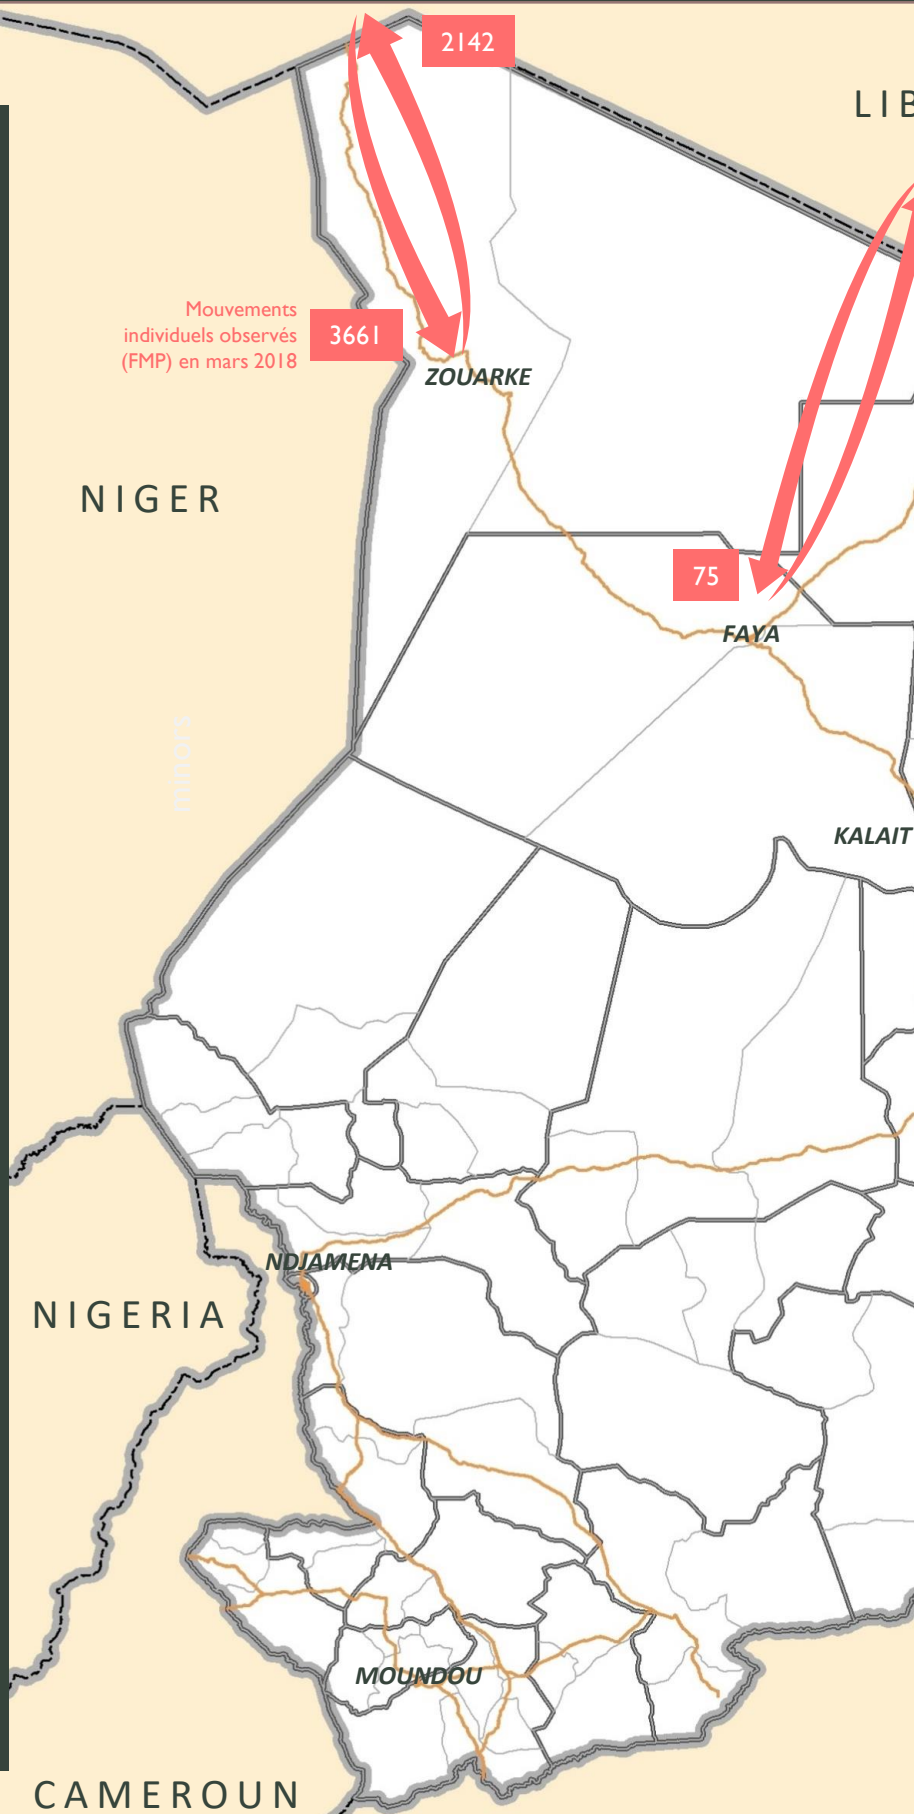 2142
LIB
Mouvements
individuels observés
(FMP) en mars 2018
3661
ZOUARKE
NIGER
75
FAYA
KALAIT
NDJAMENA
NIGERIA
MOUNDOU
CAMEROUN